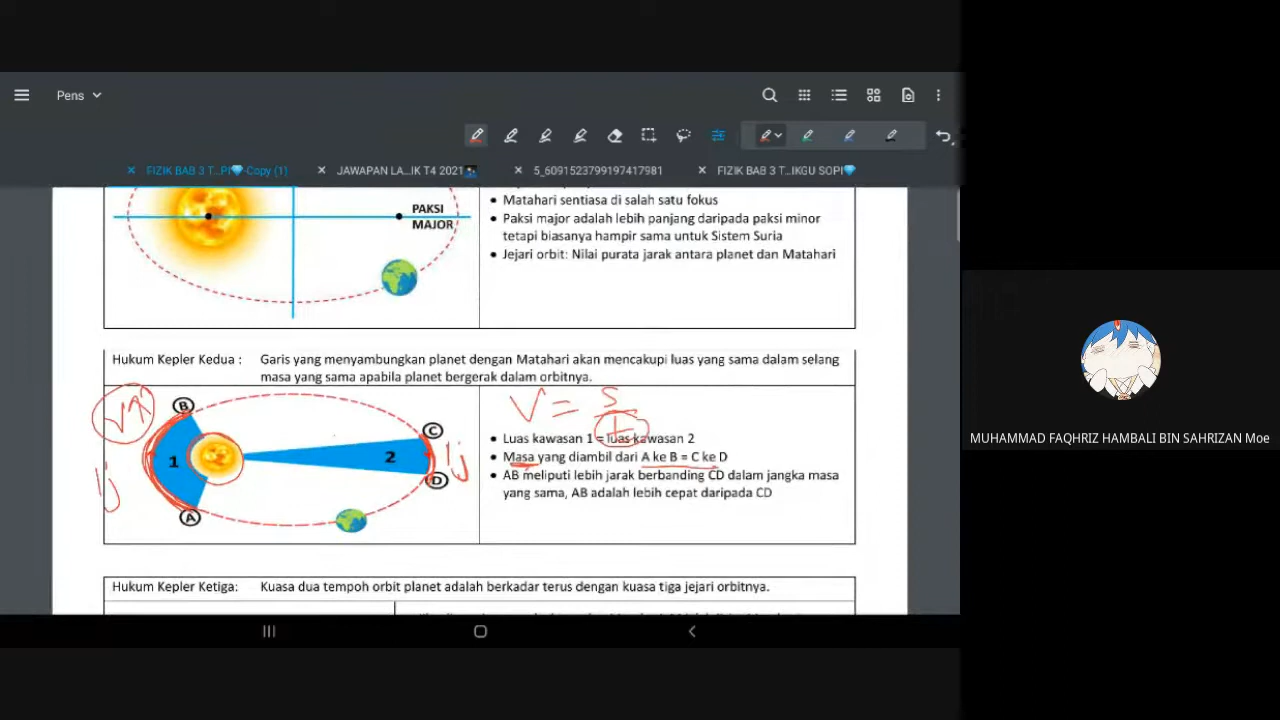 Pens
FIZIK BAB 3 T...PI💎-Copy (1)
JAWAPAN LA...IK T4 2021
5_6091523799197417981
FIZIK BAB 3 T...IKGU SOPI💎
PAKSI
MAJOR
• Matahari sentiasa di salah satu fokus
• Paksi major adalah lebih panjang daripada paksi minor
tetapi biasanya hampir sama untuk Sistem Suria
• Jejari orbit: Nilai purata jarak antara planet dan Matahari
Hukum Kepler Kedua : Garis yang menyambungkan planet dengan Matahari akan mencakupi luas yang sama dalam selang
masa yang sama apabila planet bergerak dalam orbitnya.
V↑
B
1
A
1j
C
2
D
1j
V = s/t
• Luas kawasan 1 = luas kawasan 2
• Masa yang diambil dari A ke B = C ke D
• AB meliputi lebih jarak berbanding CD dalam jangka masa
yang sama, AB adalah lebih cepat daripada CD
Hukum Kepler Ketiga: Kuasa dua tempoh orbit planet adalah berkadar terus dengan kuasa tiga jejari orbitnya.
MUHAMMAD FAQHRIZ HAMBALI BIN SAHRIZAN Moe